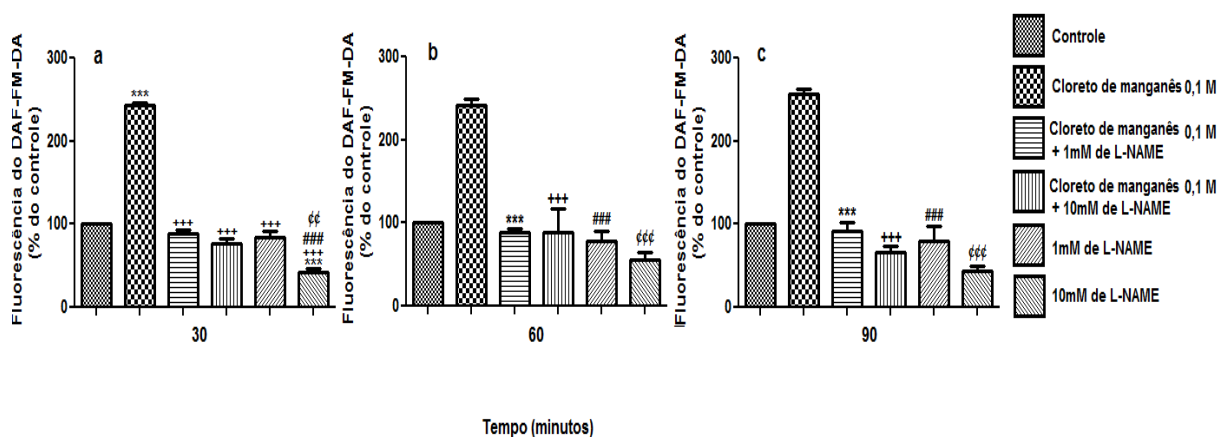 a
Fluorescência do DAF-FM-DA
(% do controle)
300
200
100
0
***
+++
+++
+++
¢¢
###
+++
***
30
b
Fluorescência do DAF-FM-DA
(% do controle)
300
200
100
0
***
+++
###
¢¢¢
60
c
Fluorescência do DAF-FM-DA
(% do controle)
300
200
100
0
***
+++
###
¢¢¢
90
Tempo (minutos)
Controle
Cloreto de manganês 0,1 M
Cloreto de manganês 0,1 M
+ 1mM de L-NAME
Cloreto de manganês 0,1 M
+ 10mM de L-NAME
1mM de L-NAME
10mM de L-NAME